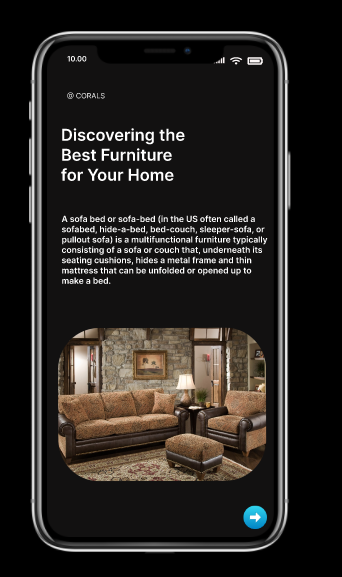 10.00
@ CORALS
Discovering the
Best Furniture
for Your Home
A sofa bed or sofa-bed (in the US often called a
sofabed, hide-a-bed, bed-couch, sleeper-sofa, or
pullout sofa) is a multifunctional furniture typically
consisting of a sofa or couch that, underneath its
seating cushions, hides a metal frame and thin
mattress that can be unfolded or opened up to
make a bed.